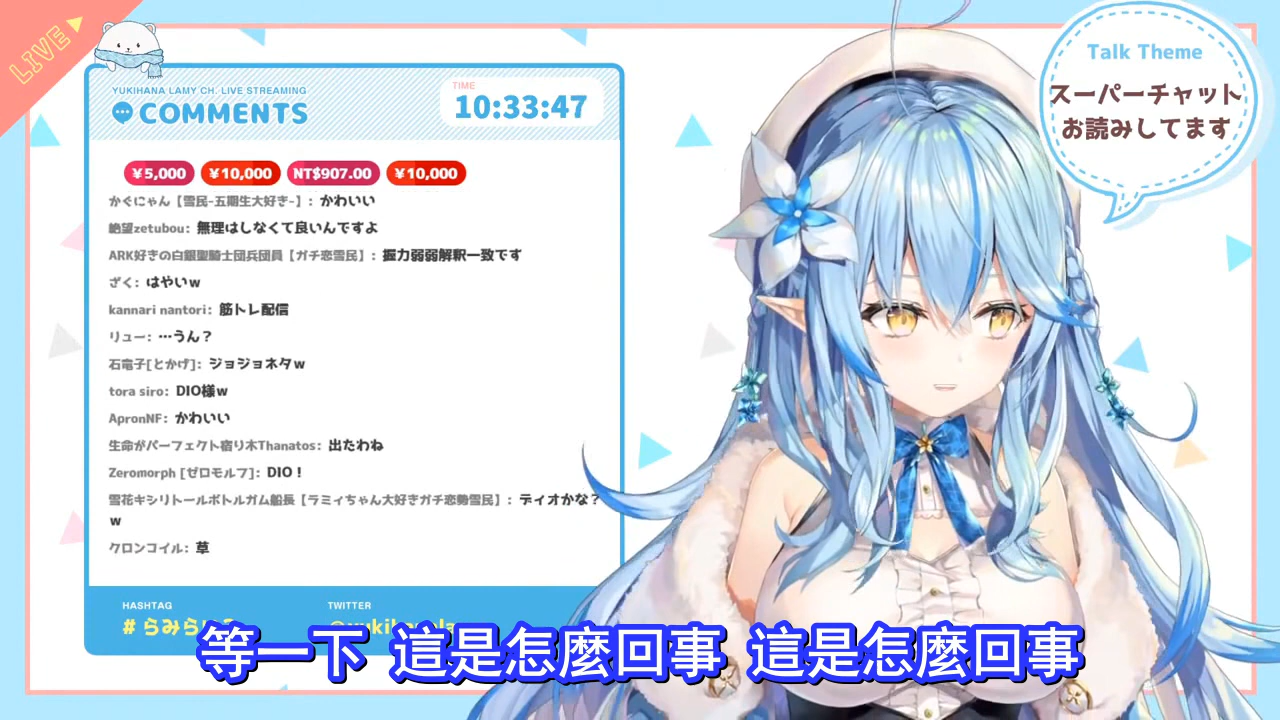 LIVE
YUKIHANA LAMY CH. LIVE STREAMING
COMMENTS
TIME
10:33:47
Talk Theme
スーパーチャット
お読みしてます
¥5,000 ¥10,000 NT$907.00 ¥10,000
かぐにゃん【雪民-五期生大好き-】: かわいい
絶望zetubou: 無理はしなくて良いんですよ
ARK好きの白銀聖騎士団兵団員【ガチ恋雪民】: 握力弱弱解釈一致です
ざく: はやいw
kannari nantori: 筋トレ配信
リュー: …うん？
石竜子[とかげ]: ジョジョネタw
tora siro: DIO様w
ApronNF: かわいい
生命がパーフェクト宿り木Thanatos: 出たわね
Zeromorph [ゼロモルフ]: DIO！
雪花キシリトールボトルガム船長【ラミィちゃん大好きガチ恋勢雪民】: ディオかな？
w
クロンコイル: 草
HASHTAG
TWITTER
等一下 這是怎麼回事 這是怎麼回事